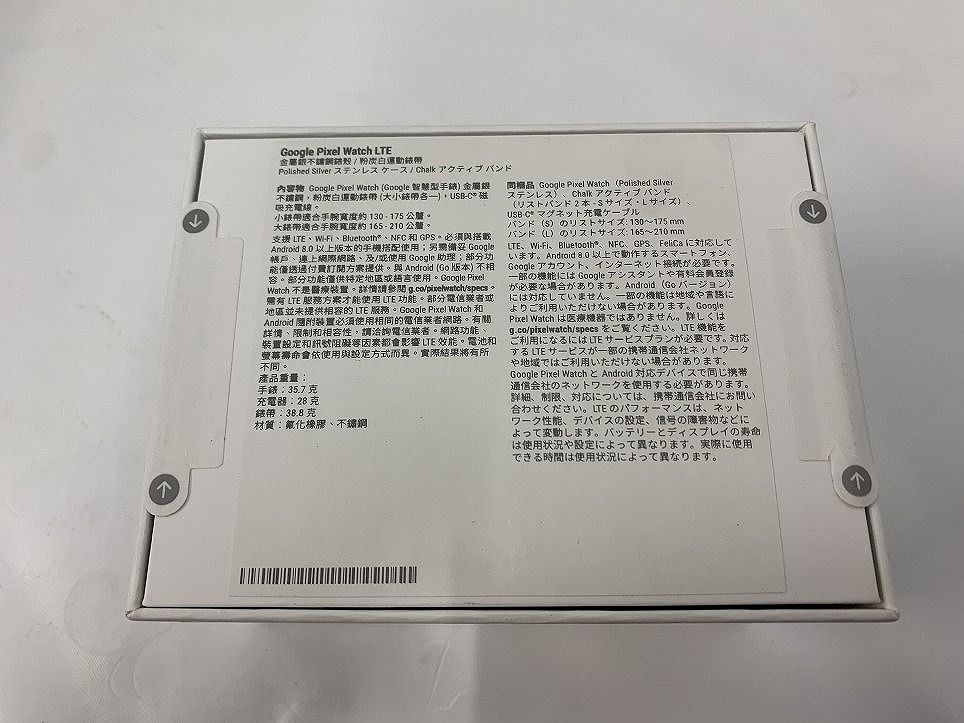 Google Pixel Watch LTE
金屬銀不鏽鋼錶殼 / 粉炭白運動錶帶
Polished Silver ステンレス ケース / Chalk アクティブ バンド
內容物 Google Pixel Watch (Google 智慧型手錶) 金屬銀
不鏽鋼，粉炭白運動錶帶 (大小錶帶各一)，USB-C® 磁
吸充電線。
小錶帶適合手腕寬度約 130 - 175 公釐。
大錶帶適合手腕寬度約 165 - 210 公釐。
支援 LTE、Wi-Fi、Bluetooth®、NFC 和 GPS。必須與搭載
Android 8.0 以上版本的手機搭配使用；另需備妥 Google
帳戶、連上網際網路、及/或使用 Google 助理；部分功
能僅透過付費訂閱方案提供。與 Android (Go 版本) 不相
容。部分功能僅供特定地區或語言使用。Google Pixel
Watch 不是醫療裝置。詳情請參閱 g.co/pixelwatch/specs。
需有 LTE 服務方案才能使用 LTE 功能。部分電信業者或
地區並未提供相容的 LTE 服務。Google Pixel Watch 和
Android 隨附裝置必須使用相同的電信業者網路。有關
詳情、限制和相容性，請洽詢電信業者。網路功能、
裝置設定和訊號阻礙等因素都會影響 LTE 效能。電池和
螢幕壽命會依使用與設定方式而異。實際結果將有所
不同。
產品重量：
手錶：35.7 克
充電器：28 克
錶帶：38.8 克
材質：氟化橡膠、不鏽鋼
同梱品 Google Pixel Watch（Polished Silver
ステンレス） Chalk アクティブ バンド
（リストバンド 2 本 - S サイズ・L サイズ）、
USB-C® マグネット充電ケーブル
バンド（S）のリストサイズ: 130～175 mm
バンド（L）のリストサイズ: 165～210 mm
LTE、Wi-Fi、Bluetooth®、NFC、GPS、FeliCa に対応して
います。Android 8.0 以上で動作するスマートフォン、
Google アカウント、インターネット接続が必要です。
一部の機能には Google アシスタントや有料会員登録
が必要な場合があります。Android（Go バージョン）
には対応していません。一部の機能は地域や言語に
よりご利用いただけない場合があります。Google
Pixel Watch は医療機器ではありません。詳しくは
g.co/pixelwatch/specs をご覧ください。LTE 機能を
ご利用になるには LTE サービスプランが必要です。対応
する LTE サービスが一部の携帯通信会社ネットワーク
や地域ではご利用いただけない場合があります。
Google Pixel Watch と Android 対応デバイスで同じ携帯
通信会社のネットワークを使用する必要があります。
詳細、制限、対応については、携帯通信会社にお問い
合わせください。LTE のパフォーマンスは、ネット
ワーク性能、デバイスの設定、信号の障害物などに
よって変動します。バッテリーとディスプレイの寿命
は使用状況や設定によって異なります。実際に使用
できる時間は使用状況によって異なります。